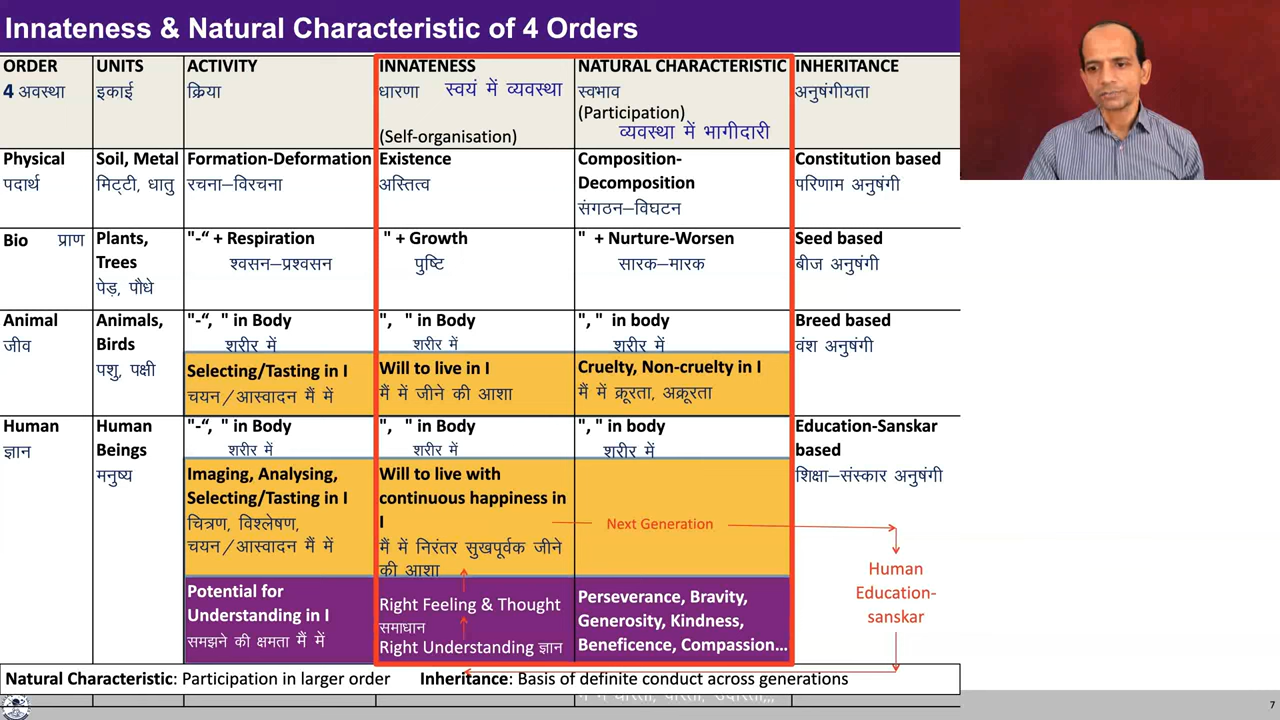 Innateness & Natural Characteristic of 4 Orders
ORDER
4 अवस्था
UNITS
इकाई
ACTIVITY
क्रिया
INNATENESS
धारणा स्वयं में व्यवस्था
(Self-organisation)
NATURAL CHARACTERISTIC
स्वभाव
(Participation)
व्यवस्था में भागीदारी
INHERITANCE
अनुषंगीयता
Physical
पदार्थ
Soil, Metal
मिट्टी, धातु
Formation-Deformation
रचना–विरचना
Existence
अस्तित्व
Composition-
Decomposition
संगठन–विघटन
Constitution based
परिणाम अनुषंगी
Bio प्राण
Plants,
Trees
पेड़, पौधे
"-“ + Respiration
श्वसन–प्रश्वसन
" + Growth
पुष्टि
" + Nurture-Worsen
सारक–मारक
Seed based
बीज अनुषंगी
Animal
जीव
Animals,
Birds
पशु, पक्षी
"-“, " in Body
शरीर में
Selecting/Tasting in I
चयन/आस्वादन मैं में
", " in Body
शरीर में
Will to live in I
मैं में जीने की आशा
", " in body
शरीर में
Cruelty, Non-cruelty in I
मैं में क्रूरता, अक्रूरता
Breed based
वंश अनुषंगी
Human
ज्ञान
Human
Beings
मनुष्य
"-“, " in Body
शरीर में
Imaging, Analysing,
Selecting/Tasting in I
चित्रण, विश्लेषण,
चयन/आस्वादन मैं में
Potential for
Understanding in I
समझने की क्षमता मैं में
", " in Body
शरीर में
Will to live with
continuous happiness in
I
मैं में निरंतर सुखपूर्वक जीने
की आशा
Right Feeling & Thought
समाधान
Right Understanding ज्ञान
", " in body
शरीर में
Next Generation
Perseverance, Bravity,
Generosity, Kindness,
Beneficence, Compassion...
Education-Sanskar
based
शिक्षा–संस्कार अनुषंगी
Human
Education-
sanskar
Natural Characteristic: Participation in larger order Inheritance: Basis of definite conduct across generations
7